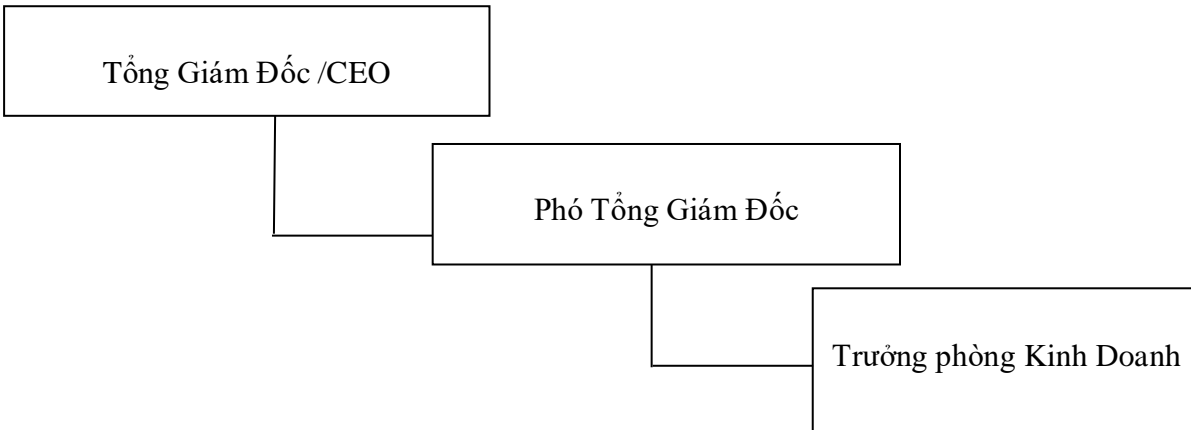 Tổng Giám Đốc /CEO
Phó Tổng Giám Đốc
Trưởng phòng Kinh Doanh